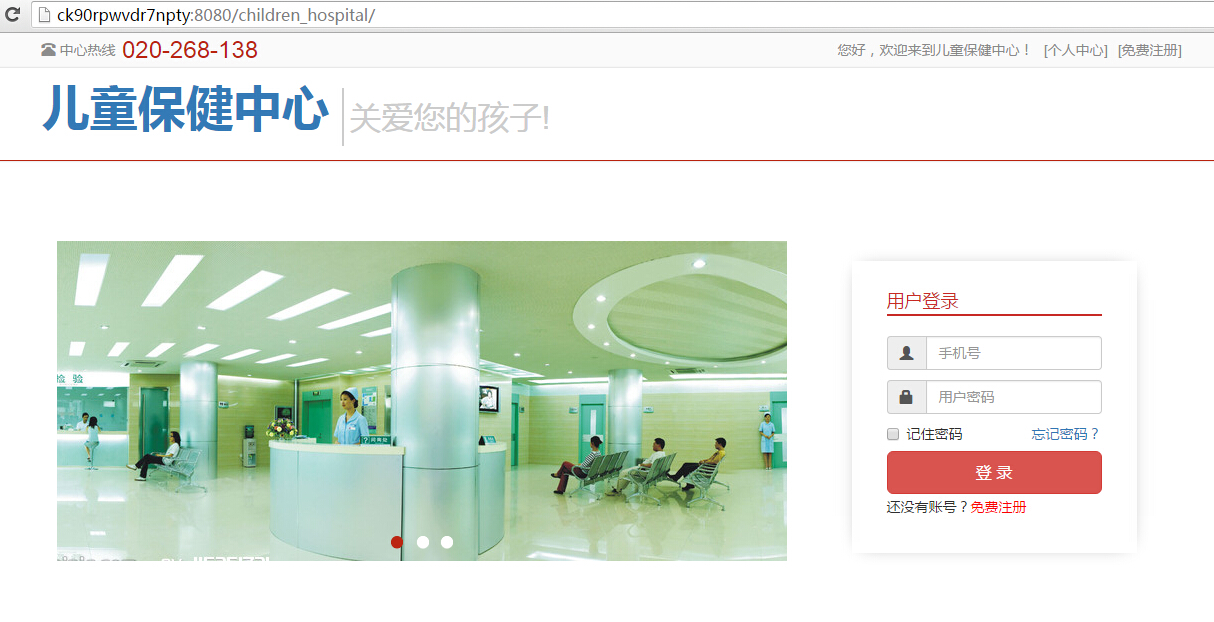 ck90rpwvdr7npty:8080/children_hospital/
中心热线 020-268-138
您好，欢迎来到儿童保健中心！ [个人中心] [免费注册]
儿童保健中心
关爱您的孩子!
检 验
用户登录
手机号
用户密码
记住密码
忘记密码？
登 录
还没有账号？免费注册